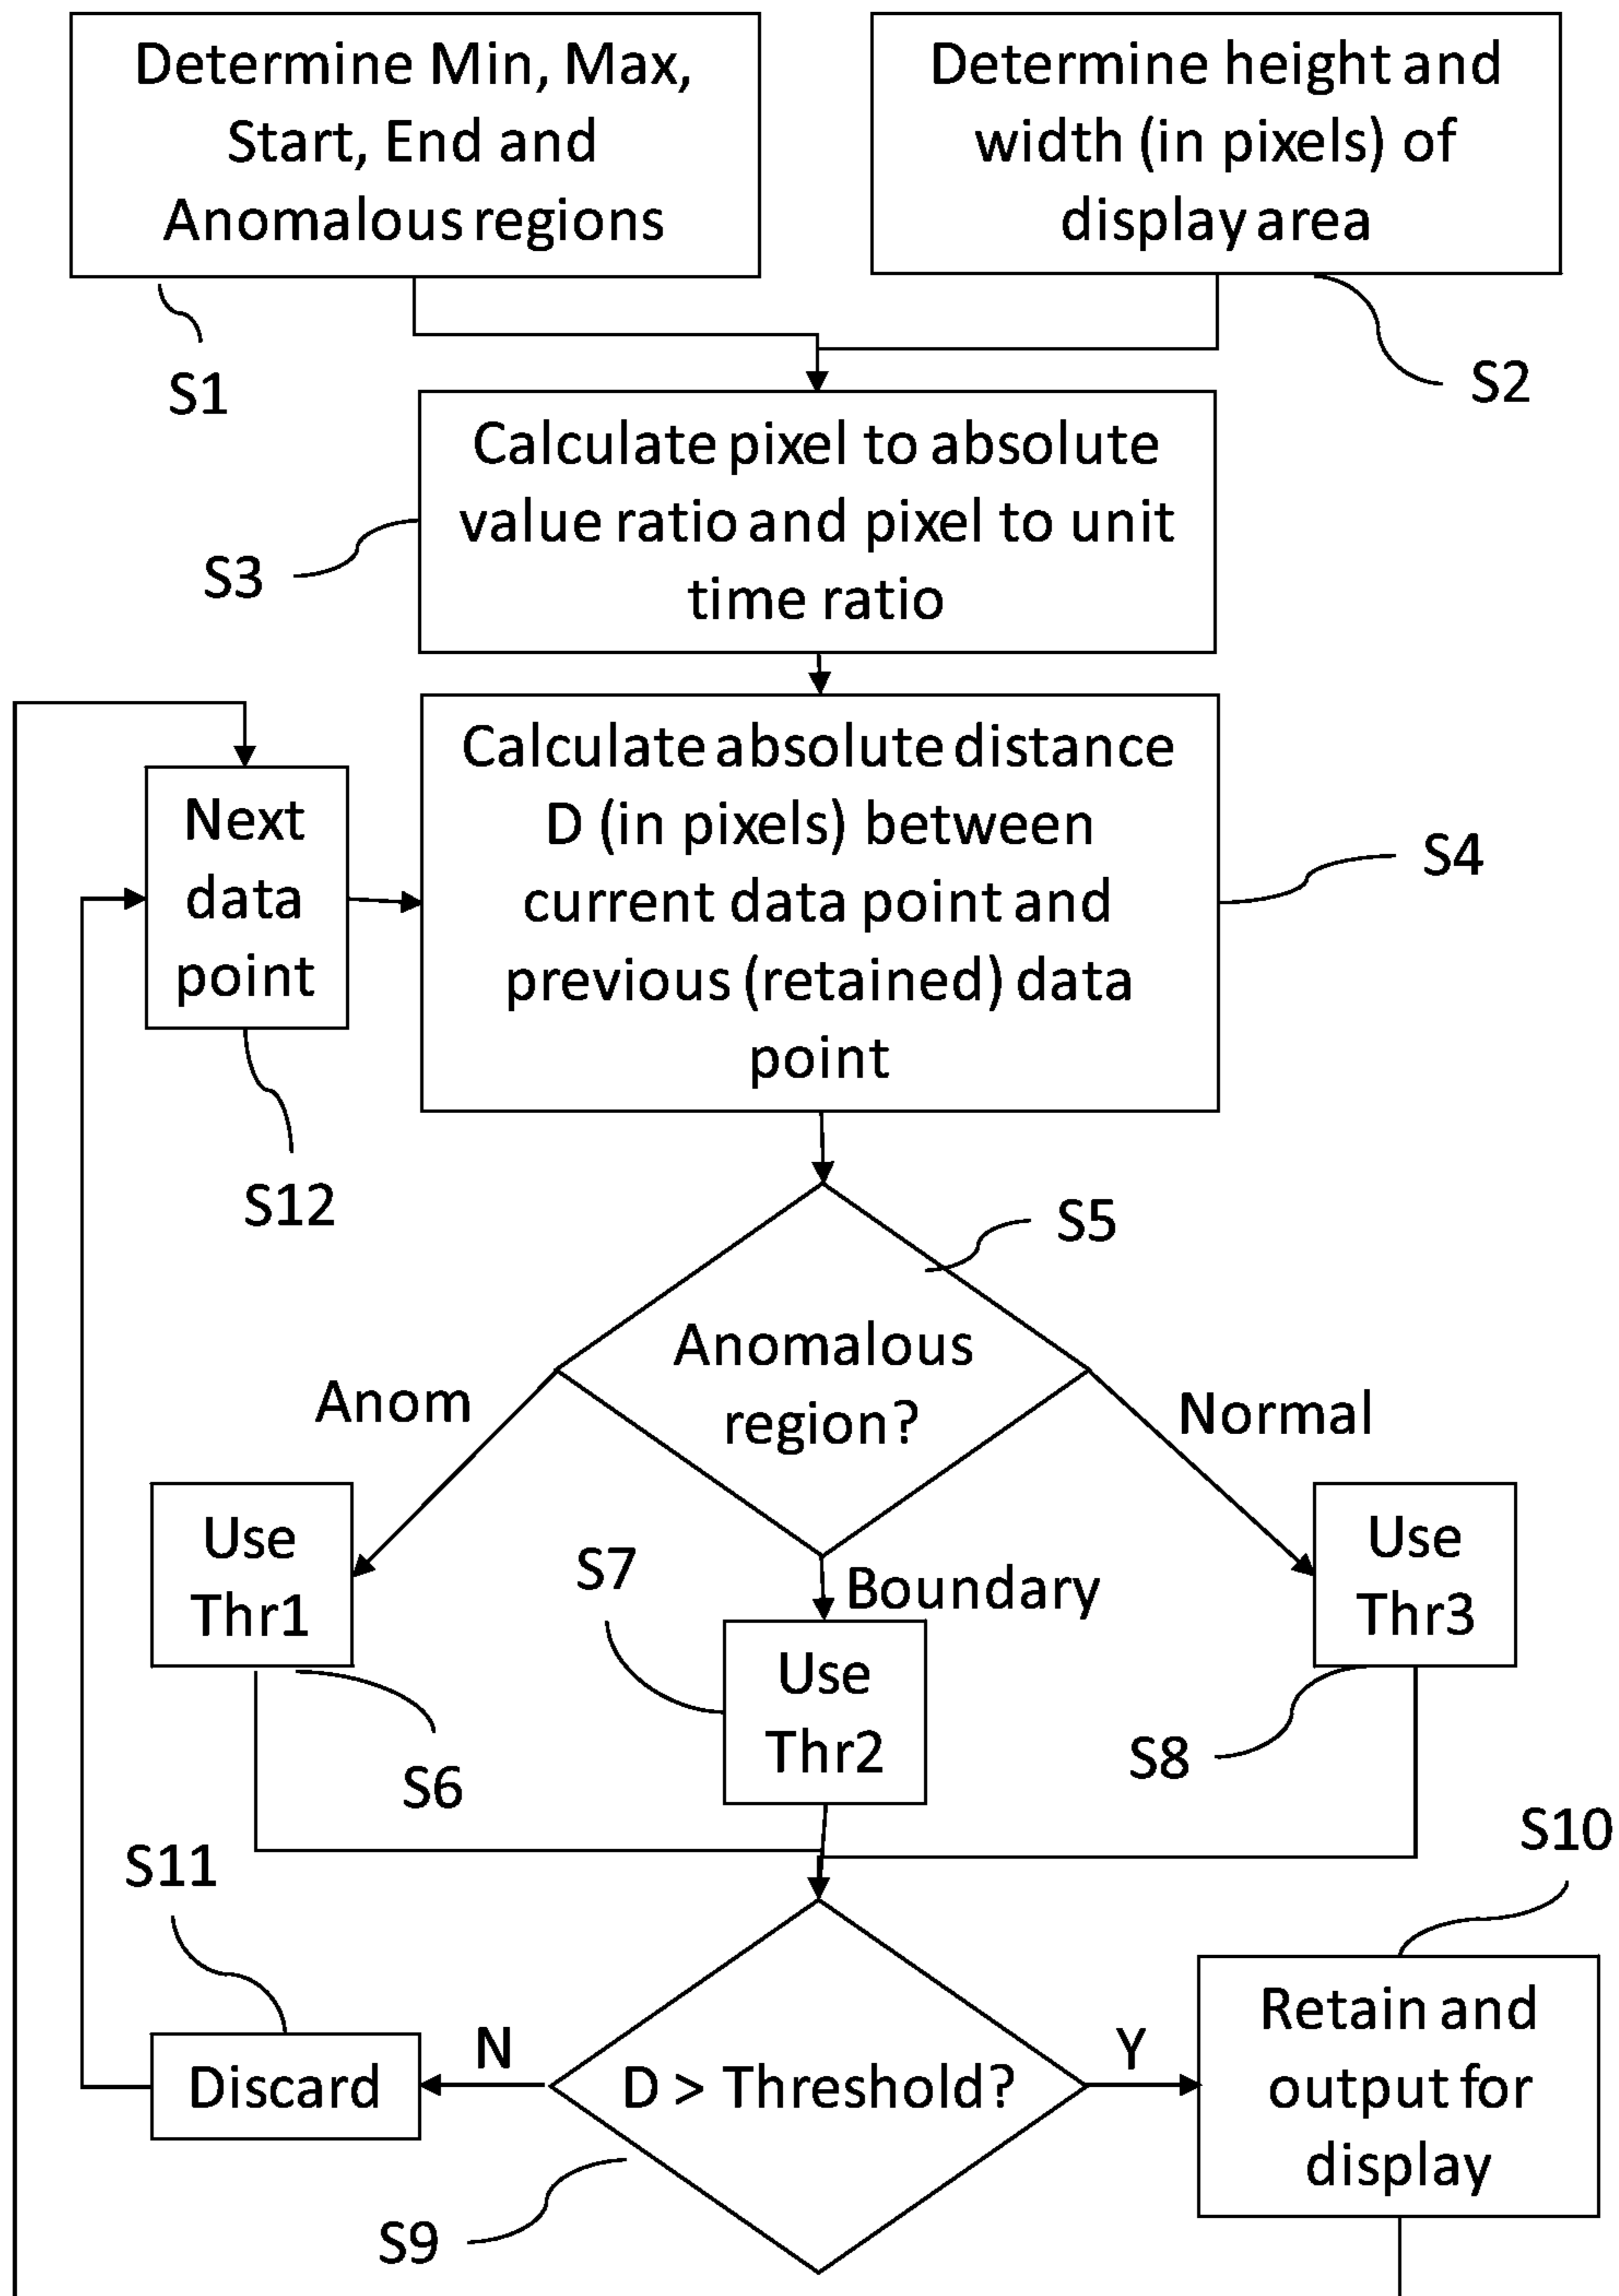 Determine Min, Max,
Start, End and
Anomalous regions
Determine height and
width (in pixels) of
display area
S1
S2
Calculate pixel to absolute
value ratio and pixel to unit
time ratio
S3
Next
data
point
Calculate absolute distance
D (in pixels) between
current data point and
previous (retained) data
point
S4
S12
S5
Anomalous
region?
Anom
Normal
Boundary
Use
Thr1
S7
Use
Thr2
Use
Thr3
S6
S8
S10
S11
Discard
N
D > Threshold?
Y
Retain and
output for
display
S9